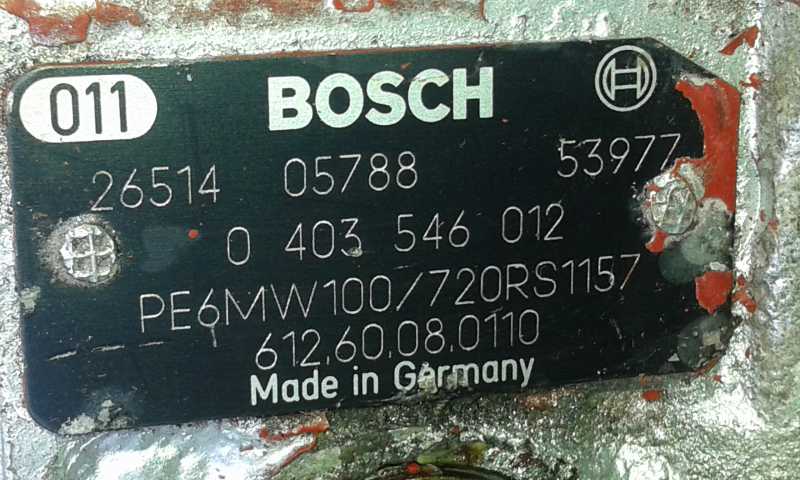 011 BOSCH
26514 05788 53977
0 403 546 012
PE6MW100/720RS1157
612.60.08.0110
Made in Germany